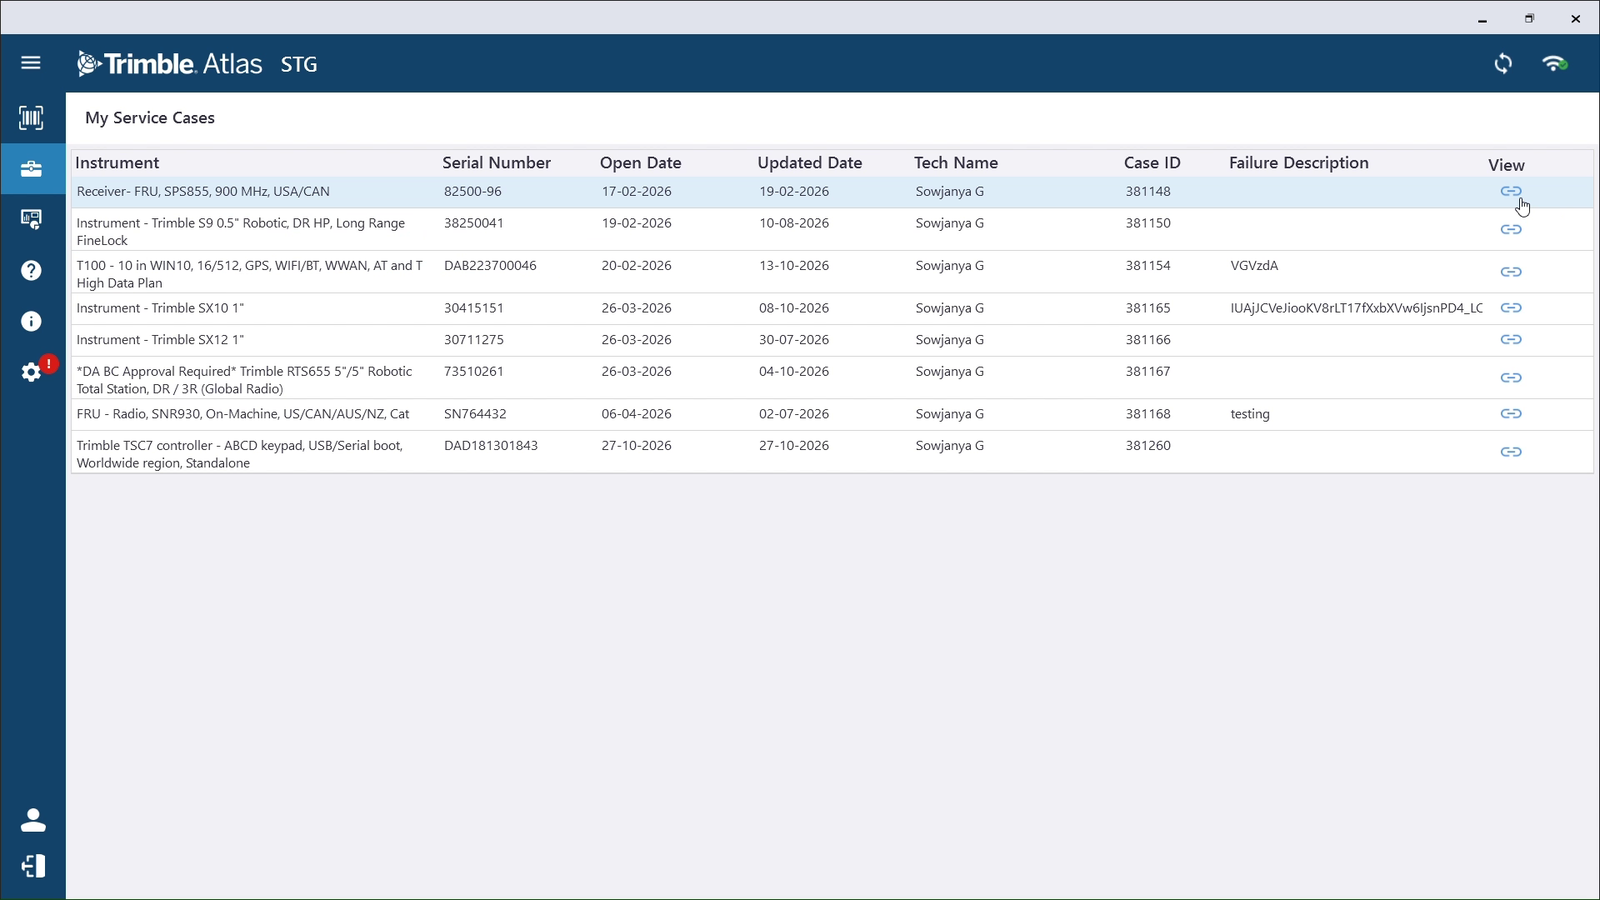 Trimble Atlas STG
My Service Cases
Instrument Serial Number Open Date Updated Date Tech Name Case ID Failure Description View
Receiver- FRU, SPS855, 900 MHz, USA/CAN 82500-96 17-02-2026 19-02-2026 Sowjanya G 381148
Instrument - Trimble S9 0.5" Robotic, DR HP, Long Range 38250041 19-02-2026 10-08-2026 Sowjanya G 381150
FineLock
T100 - 10 in WIN10, 16/512, GPS, WIFI/BT, WWAN, AT and T DAB223700046 20-02-2026 13-10-2026 Sowjanya G 381154 VGVzdA
High Data Plan
Instrument - Trimble SX10 1" 30415151 26-03-2026 08-10-2026 Sowjanya G 381165
Instrument - Trimble SX12 1" 30711275 26-03-2026 30-07-2026 Sowjanya G 381166
*DA BC Approval Required* Trimble RTS655 5"/5" Robotic 73510261 26-03-2026 04-10-2026 Sowjanya G 381167
Total Station, DR / 3R (Global Radio)
FRU - Radio, SNR930, On-Machine, US/CAN/AUS/NZ, Cat SN764432 06-04-2026 02-07-2026 Sowjanya G 381168 testing
Trimble TSC7 controller - ABCD keypad, USB/Serial boot, DAD181301843 27-10-2026 27-10-2026 Sowjanya G 381260
Worldwide region, Standalone